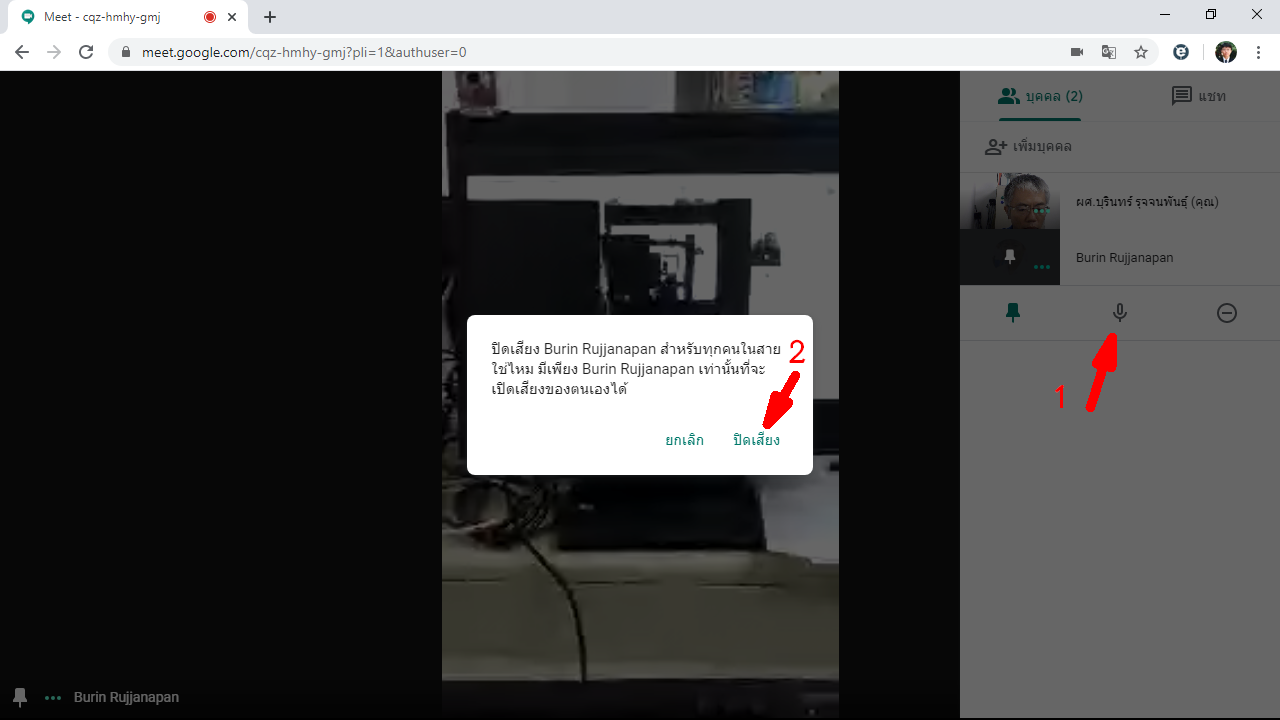 Meet - cqz-hmhy-gmj
meet.google.com/cqz-hmhy-gmj?pli=1&authuser=0
บุคคล (2)
แชท
เพิ่มบุคคล
ผศ.บุรินทร์ รุจจนพันธุ์ (คุณ)
Burin Rujjanapan
ปิดเสียง Burin Rujjanapan สำหรับทุกคนในสาย
ใช่ไหม มีเพียง Burin Rujjanapan เท่านั้นที่จะ
เปิดเสียงของตนเองได้
2
1
ยกเลิก
ปิดเสียง
Burin Rujjanapan